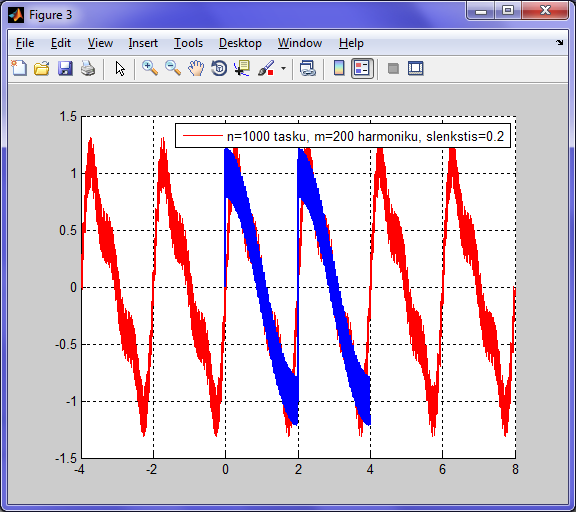 Figure 3
File Edit View Insert Tools Desktop Window Help
n=1000 tasku, m=200 harmoniku, slenkstis=0.2
1.5
1
0.5
0
-0.5
-1
-1.5
-4 -2 0 2 4 6 8